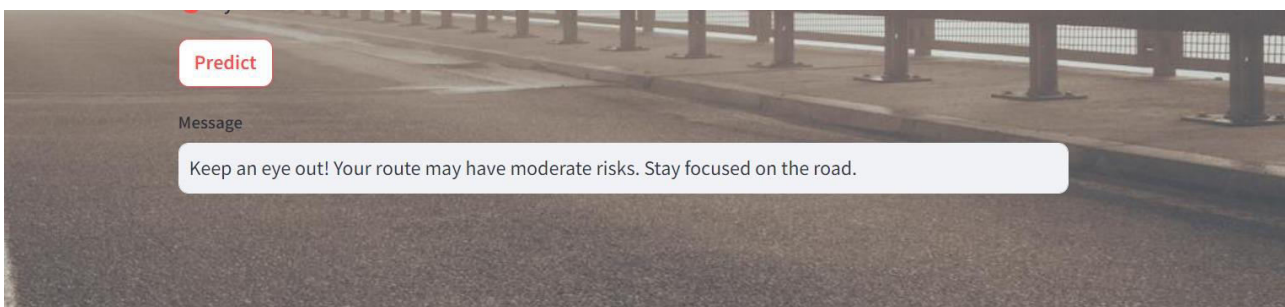 Predict
Message
Keep an eye out! Your route may have moderate risks. Stay focused on the road.